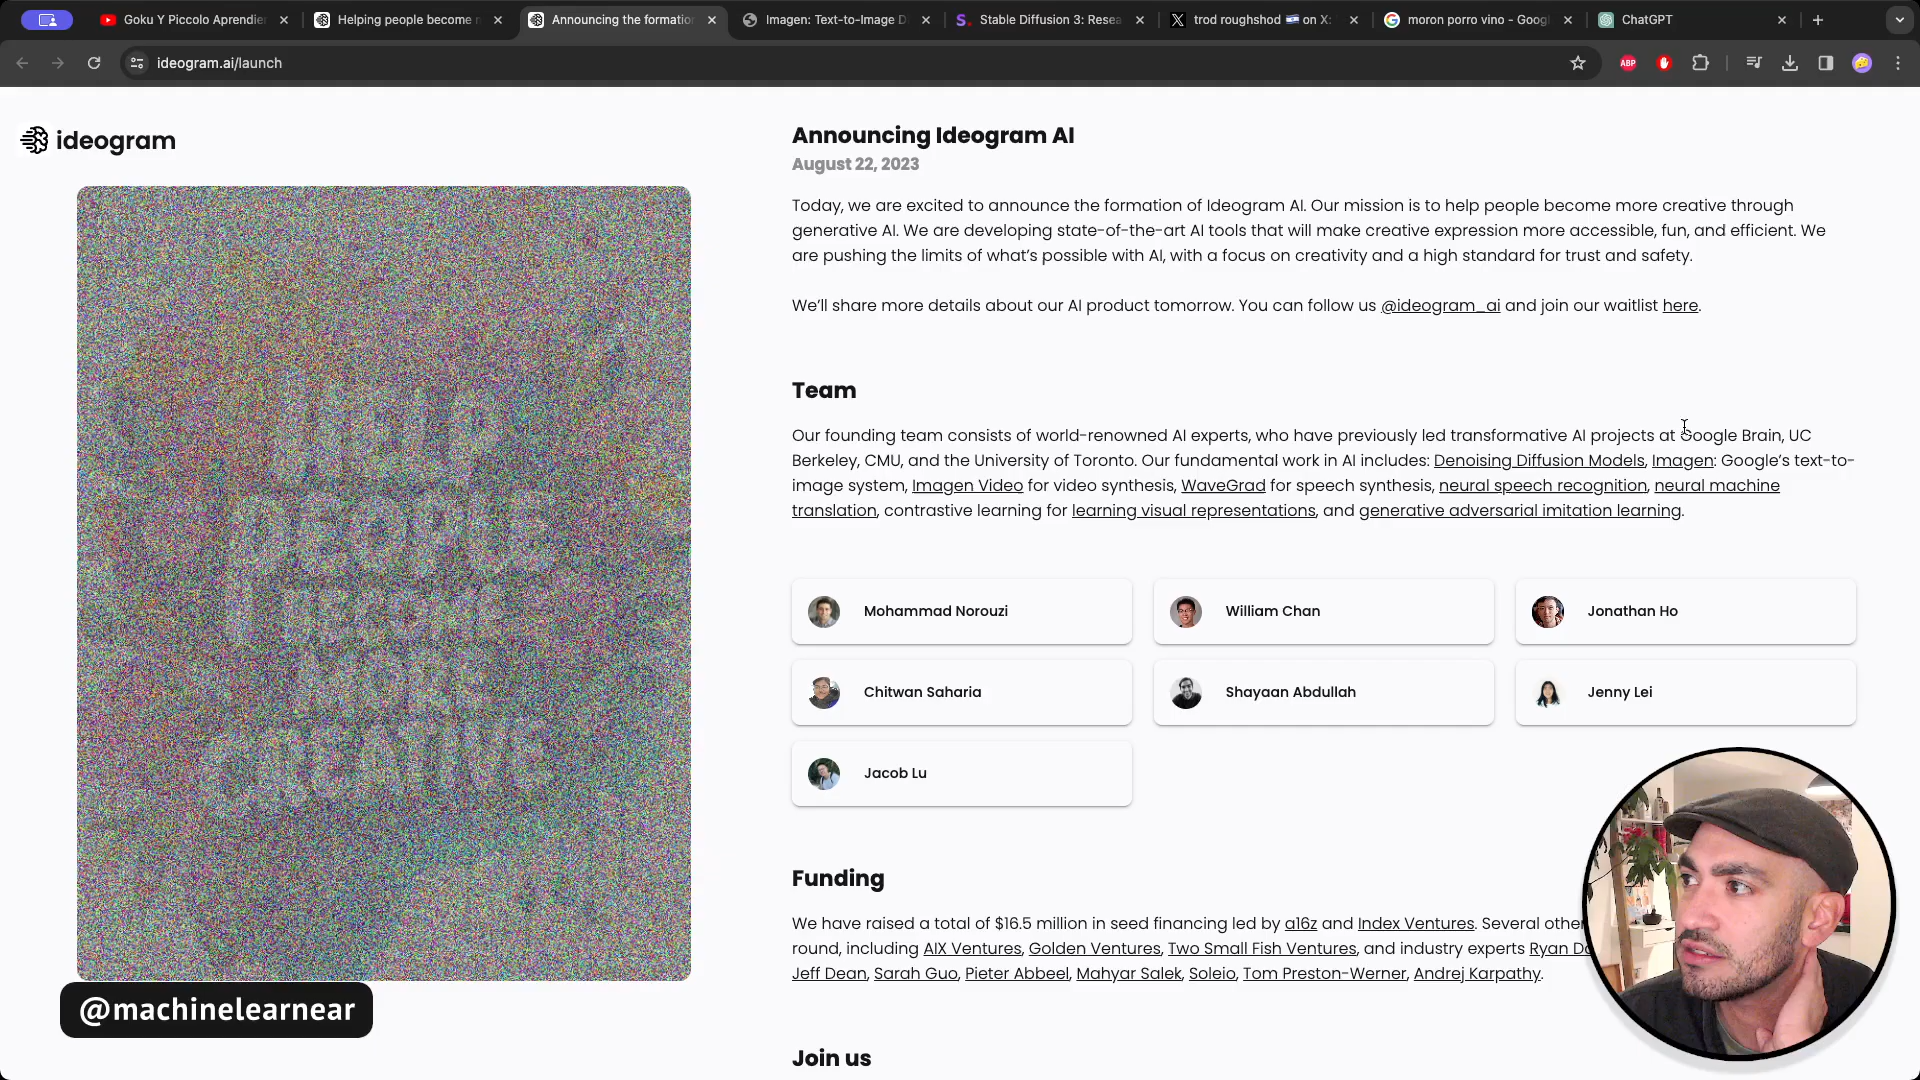 Goku Y Piccolo Aprendier
Helping people become
Announcing the formation
Imagen: Text-to-Image D
Stable Diffusion 3: Resea
trod roughshod on X:
moron porro vino - Goog
ChatGPT
ideogram.ai/launch
ABP
ideogram
HELP
PEOPLE
BECOME
MORE
CREATIVE
@machinelearnear
Announcing Ideogram AI
August 22, 2023
Today, we are excited to announce the formation of Ideogram AI. Our mission is to help people become more creative through
generative AI. We are developing state-of-the-art AI tools that will make creative expression more accessible, fun, and efficient. We
are pushing the limits of what's possible with AI, with a focus on creativity and a high standard for trust and safety.
We'll share more details about our AI product tomorrow. You can follow us @ideogram_ai and join our waitlist here.
Team
Our founding team consists of world-renowned AI experts, who have previously led transformative AI projects at Google Brain, UC
Berkeley, CMU, and the University of Toronto. Our fundamental work in AI includes: Denoising Diffusion Models, Imagen: Google's text-to-
image system, Imagen Video for video synthesis, WaveGrad for speech synthesis, neural speech recognition, neural machine
translation, contrastive learning for learning visual representations, and generative adversarial imitation learning.
Mohammad Norouzi
William Chan
Jonathan Ho
Chitwan Saharia
Shayaan Abdullah
Jenny Lei
Jacob Lu
Funding
We have raised a total of $16.5 million in seed financing led by a16z and Index Ventures. Several other
round, including AIX Ventures, Golden Ventures, Two Small Fish Ventures, and industry experts Ryan Da
Jeff Dean, Sarah Guo, Pieter Abbeel, Mahyar Salek, Soleio, Tom Preston-Werner, Andrej Karpathy.
Join us